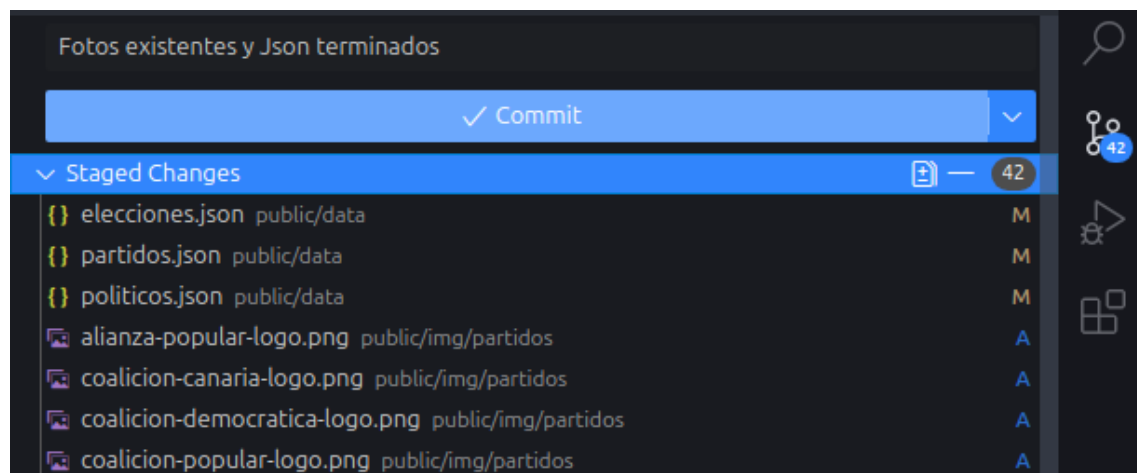 Fotos existentes y Json terminados
Commit
42
Staged Changes 42
{} elecciones.json public/data M
{} partidos.json public/data M
{} politicos.json public/data M
alianza-popular-logo.png public/img/partidos A
coalicion-canaria-logo.png public/img/partidos A
coalicion-democratica-logo.png public/img/partidos A
coalicion-popular-logo.png public/img/partidos A